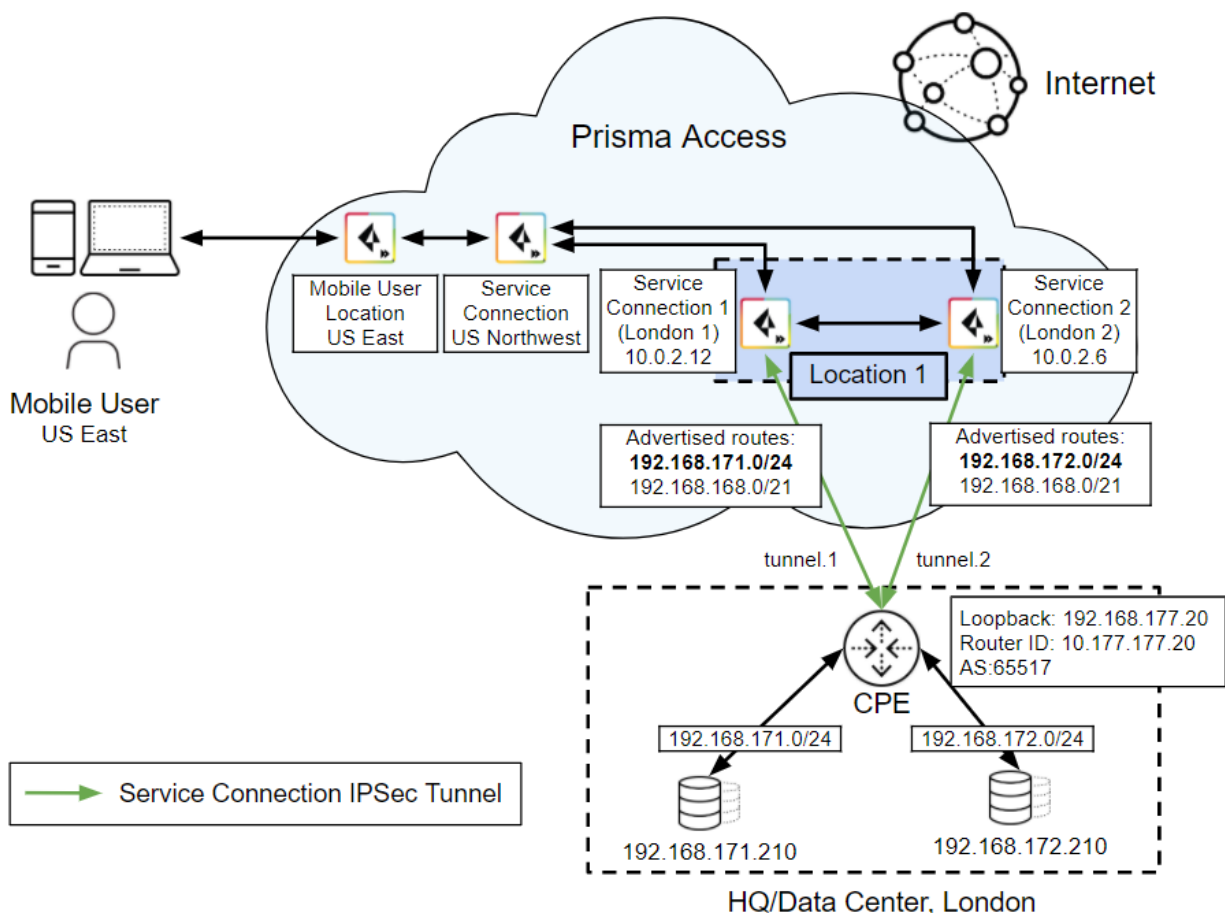 Internet
Prisma Access
Mobile User
Location
US East
Service
Connection
US Northwest
Service
Connection 1
(London 1)
10.0.2.12
Service
Connection 2
(London 2)
10.0.2.6
Location 1
Mobile User
US East
Advertised routes:
192.168.171.0/24
192.168.168.0/21
Advertised routes:
192.168.172.0/24
192.168.168.0/21
tunnel.1
tunnel.2
Loopback: 192.168.177.20
Router ID: 10.177.177.20
AS:65517
CPE
192.168.171.0/24
192.168.172.0/24
Service Connection IPSec Tunnel
192.168.171.210
192.168.172.210
HQ/Data Center, London